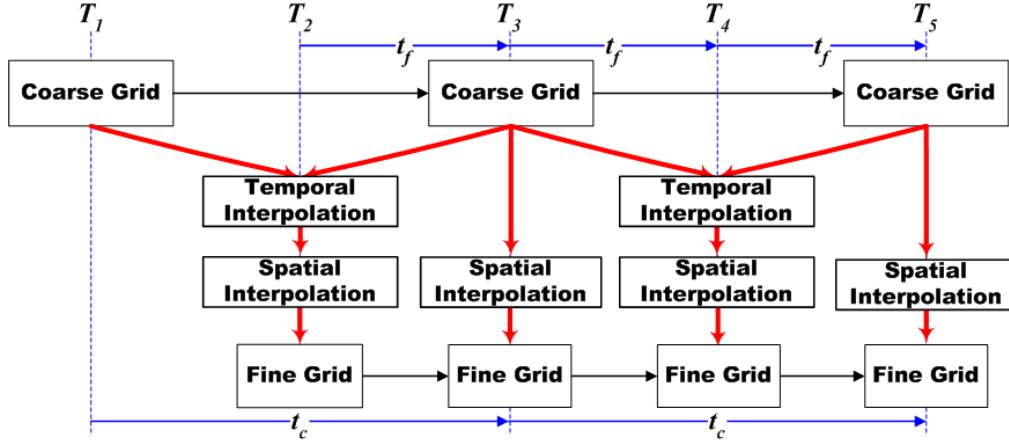 T1 T2 T3 T4 T5
tf tf tf
Coarse Grid Coarse Grid Coarse Grid
Temporal
Interpolation
Temporal
Interpolation
Spatial
Interpolation
Spatial
Interpolation
Spatial
Interpolation
Spatial
Interpolation
Fine Grid Fine Grid Fine Grid Fine Grid
tc tc